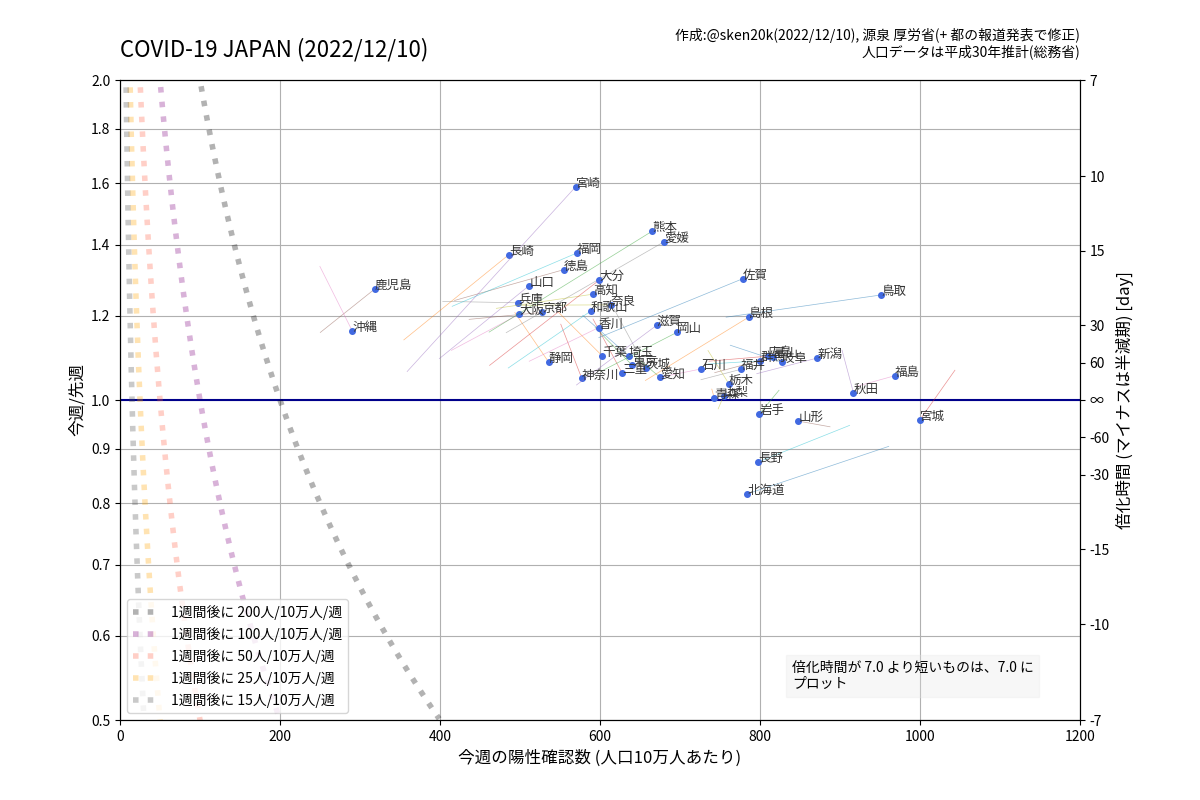 COVID-19 JAPAN (2022/12/10)
作成:@sken20k(2022/12/10), 源泉 厚労省(+ 都の報道発表で修正)
人口データは平成30年推計(総務省)
2.0
1.8
1.6
1.4
1.2
1.0
0.9
0.8
0.7
0.6
0.5
今週/先週
7
10
15
30
60
∞
-60
-30
-15
-10
-7
倍化時間 (マイナスは半減期) [day]
宮崎
熊本
愛媛
長崎
福岡
徳島
大分
佐賀
鹿児島
山口
高知
鳥取
兵庫
奈良
大阪
京都
和歌山
島根
沖縄
香川
滋賀
岡山
静岡
千葉
埼玉
広島
岐阜
新潟
神奈川
三重
愛知
石川
福井
福島
栃木
秋田
岩手
山形
宮城
長野
北海道
1週間後に 200人/10万人/週
1週間後に 100人/10万人/週
1週間後に 50人/10万人/週
1週間後に 25人/10万人/週
1週間後に 15人/10万人/週
倍化時間が 7.0 より短いものは、7.0 に
プロット
0
200
400
600
800
1000
1200
今週の陽性確認数 (人口10万人あたり)